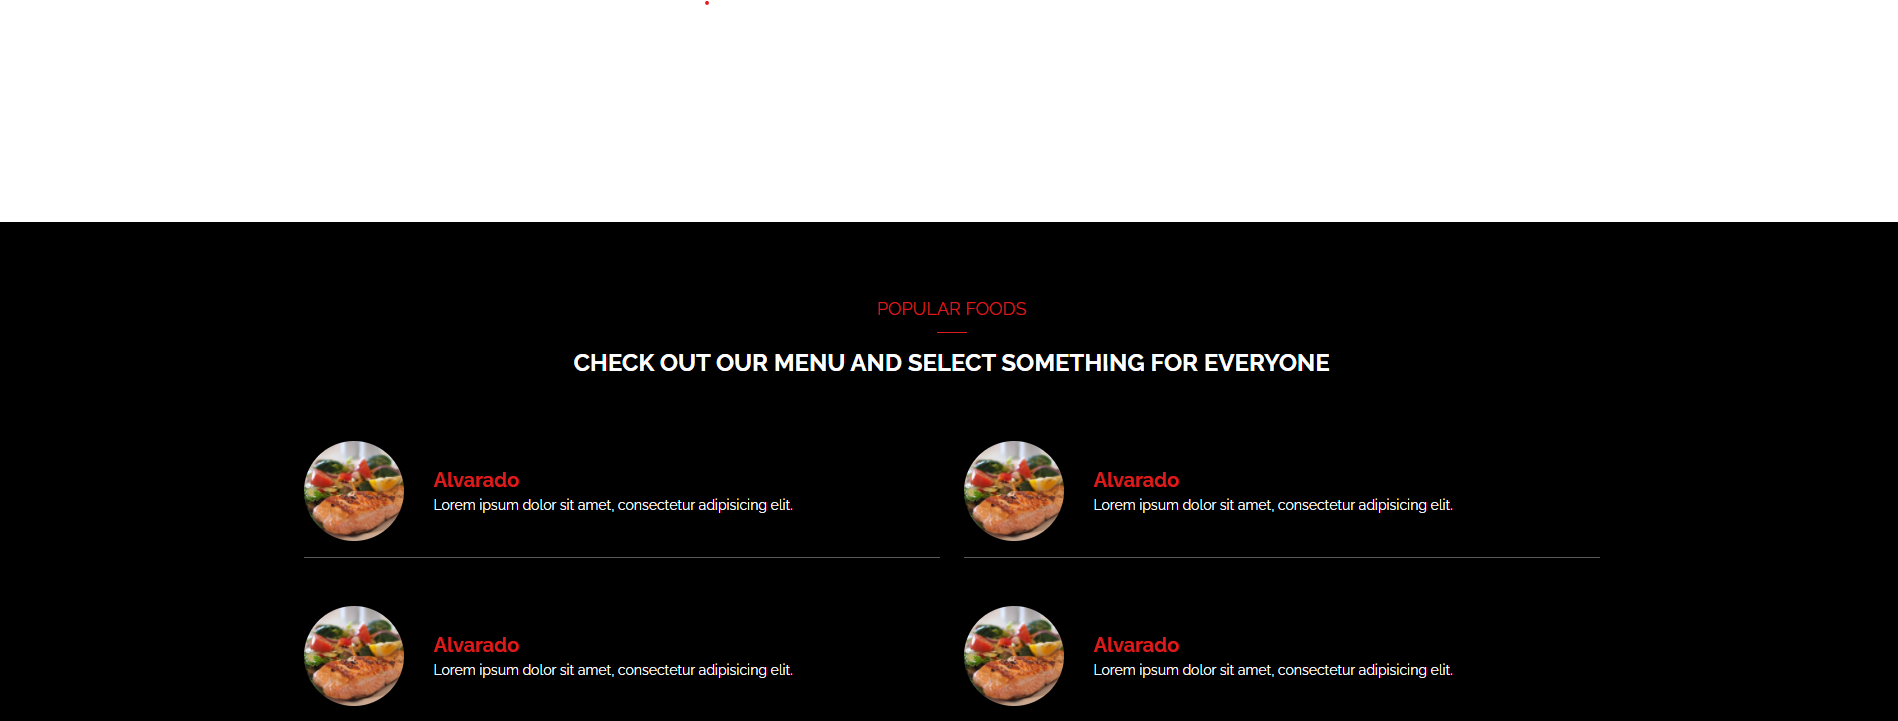 POPULAR FOODS
CHECK OUT OUR MENU AND SELECT SOMETHING FOR EVERYONE
Alvarado
Lorem ipsum dolor sit amet, consectetur adipisicing elit.
Alvarado
Lorem ipsum dolor sit amet, consectetur adipisicing elit.
Alvarado
Lorem ipsum dolor sit amet, consectetur adipisicing elit.
Alvarado
Lorem ipsum dolor sit amet, consectetur adipisicing elit.